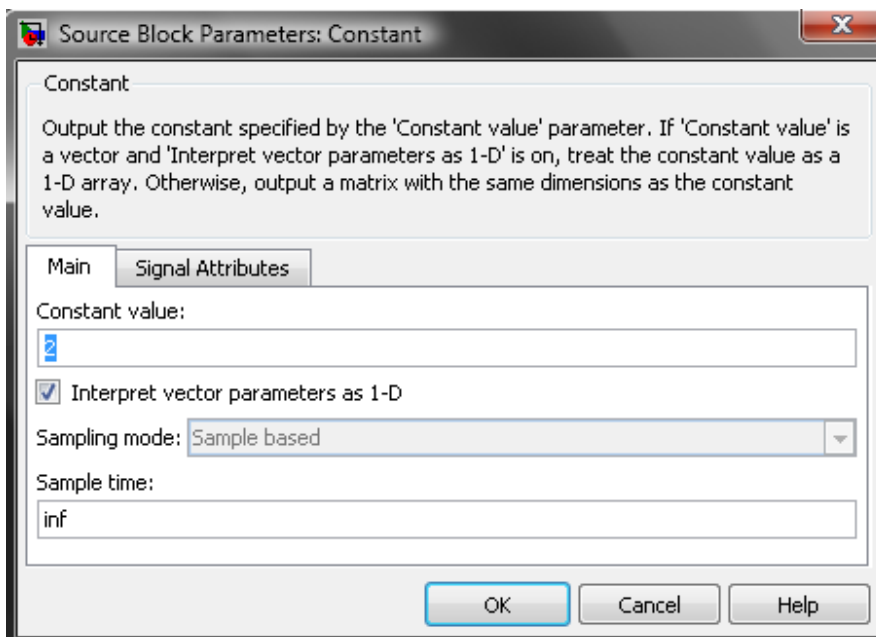 Source Block Parameters: Constant
Constant
Output the constant specified by the 'Constant value' parameter. If 'Constant value' is
a vector and 'Interpret vector parameters as 1-D' is on, treat the constant value as a
1-D array. Otherwise, output a matrix with the same dimensions as the constant
value.
Main
Signal Attributes
Constant value:
2
Interpret vector parameters as 1-D
Sampling mode: Sample based
Sample time:
inf
OK
Cancel
Help